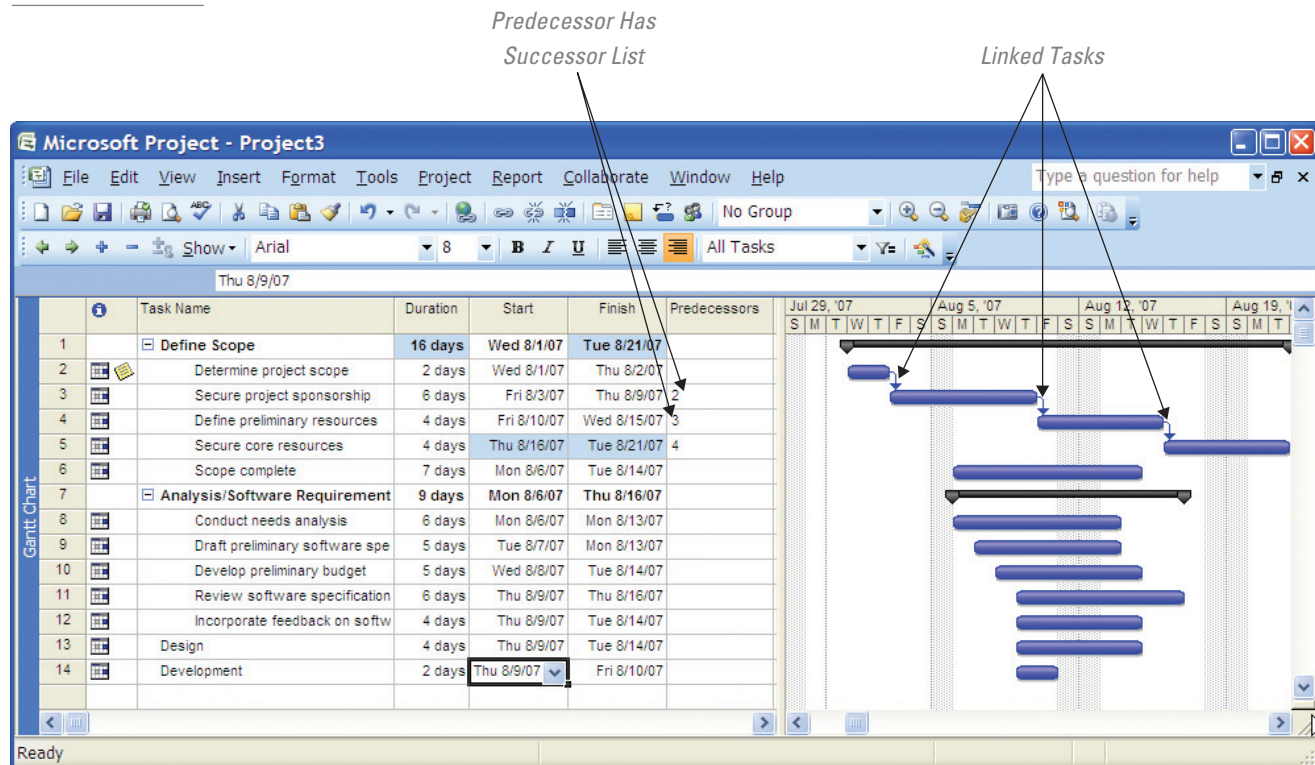 Predecessor Has
Successor List
Linked Tasks
Microsoft Project - Project3
File Edit View Insert Format Tools Project Report Collaborate Window Help Type a question for help
No Group
Show Arial 8 B I U All Tasks
Thu 8/9/07
Task Name Duration Start Finish Predecessors Jul 29, '07 Aug 5, '07 Aug 12, '07 Aug 19, '
S M T W T F S S M T W T F S S M T W T F S S M T
1 Define Scope 16 days Wed 8/1/07 Tue 8/21/07
2 Determine project scope 2 days Wed 8/1/07 Thu 8/2/07
3 Secure project sponsorship 6 days Fri 8/3/07 Thu 8/9/07 2
4 Define preliminary resources 4 days Fri 8/10/07 Wed 8/15/07 3
5 Secure core resources 4 days Thu 8/16/07 Tue 8/21/07 4
6 Scope complete 7 days Mon 8/6/07 Tue 8/14/07
7 Analysis/Software Requirement 9 days Mon 8/6/07 Thu 8/16/07
8 Conduct needs analysis 6 days Mon 8/6/07 Mon 8/13/07
9 Draft preliminary software spe 5 days Tue 8/7/07 Mon 8/13/07
10 Develop preliminary budget 5 days Wed 8/8/07 Tue 8/14/07
11 Review software specification 6 days Thu 8/9/07 Thu 8/16/07
12 Incorporate feedback on softw 4 days Thu 8/9/07 Tue 8/14/07
13 Design 4 days Thu 8/9/07 Tue 8/14/07
14 Development 2 days Thu 8/9/07 Fri 8/10/07
Gantt Chart
Ready